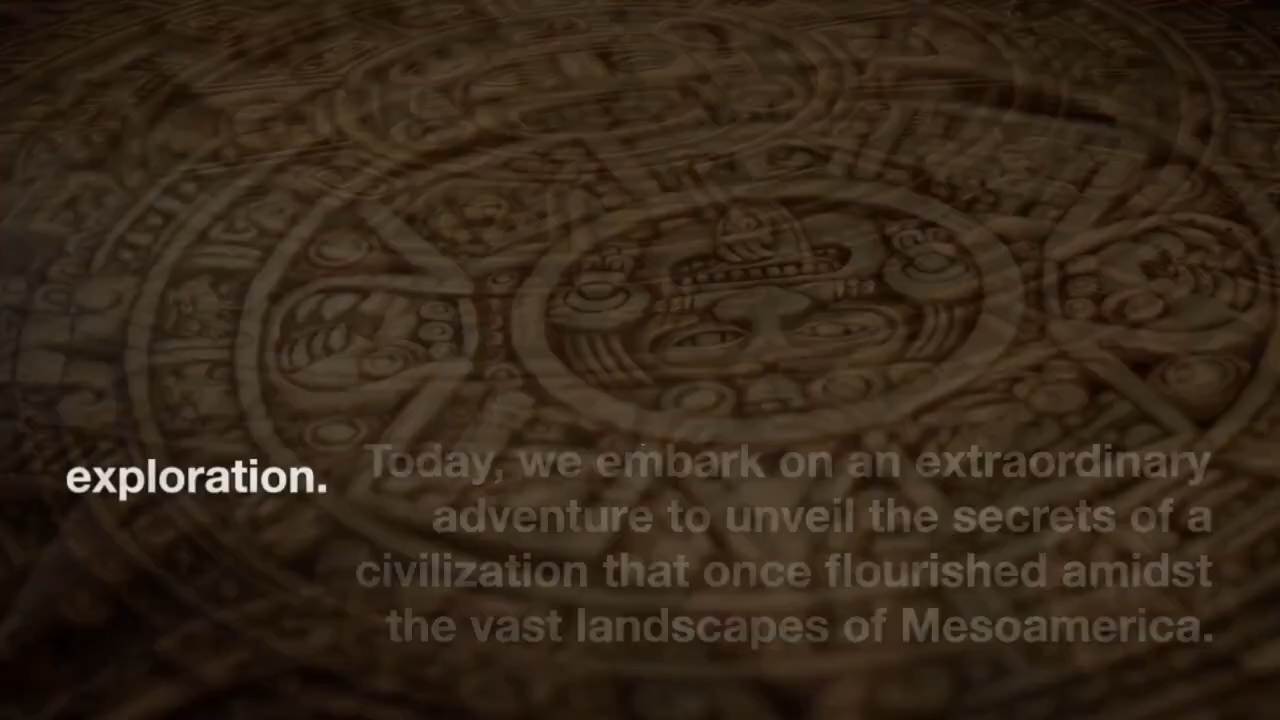 exploration.
Today, we embark on an extraordinary
adventure to unveil the secrets of a
civilization that once flourished amidst
the vast landscapes of Mesoamerica.